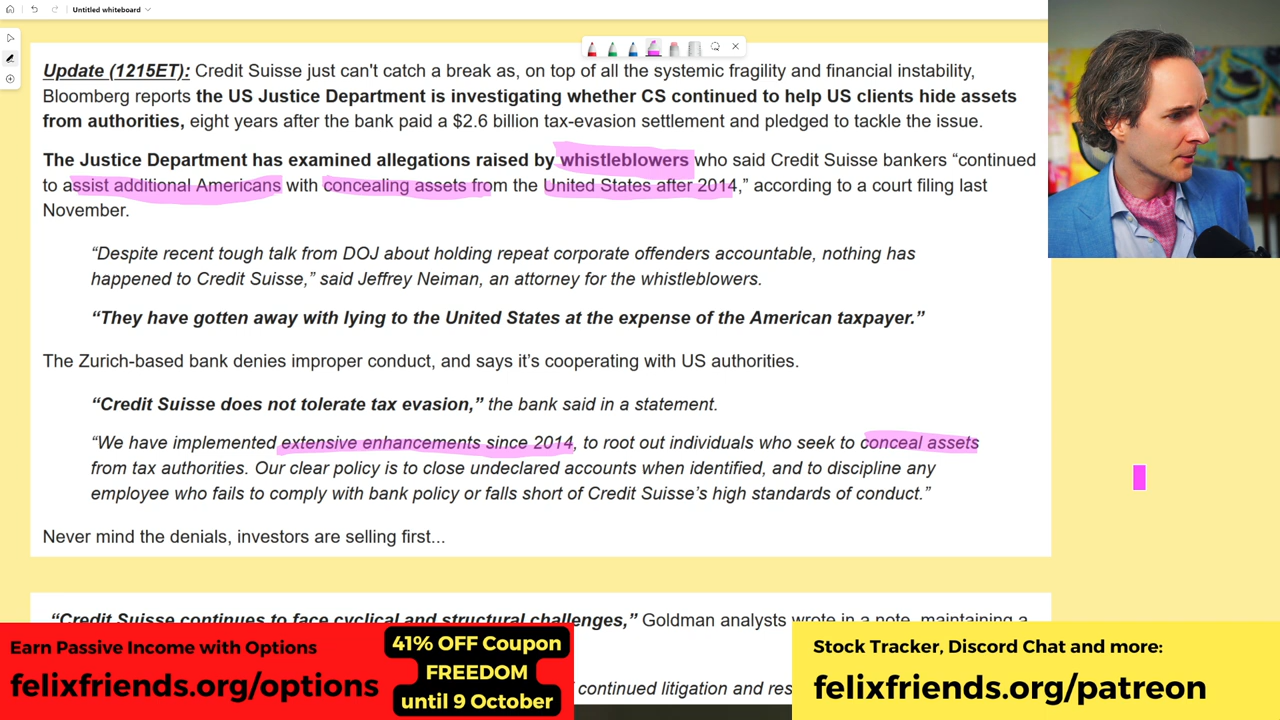 Untitled whiteboard
Update (1215ET): Credit Suisse just can't catch a break as, on top of all the systemic fragility and financial instability,
Bloomberg reports the US Justice Department is investigating whether CS continued to help US clients hide assets
from authorities, eight years after the bank paid a $2.6 billion tax-evasion settlement and pledged to tackle the issue.
The Justice Department has examined allegations raised by whistleblowers who said Credit Suisse bankers “continued
to assist additional Americans with concealing assets from the United States after 2014,” according to a court filing last
November.
“Despite recent tough talk from DOJ about holding repeat corporate offenders accountable, nothing has
happened to Credit Suisse,” said Jeffrey Neiman, an attorney for the whistleblowers.
“They have gotten away with lying to the United States at the expense of the American taxpayer.”
The Zurich-based bank denies improper conduct, and says it’s cooperating with US authorities.
“Credit Suisse does not tolerate tax evasion,” the bank said in a statement.
“We have implemented extensive enhancements since 2014, to root out individuals who seek to conceal assets
from tax authorities. Our clear policy is to close undeclared accounts when identified, and to discipline any
employee who fails to comply with bank policy or falls short of Credit Suisse’s high standards of conduct.”
Never mind the denials, investors are selling first...
“Credit Suisse continues to face cyclical and structural challenges,” Goldman analysts wrote in a note, maintaining a
continued litigation and
Earn Passive Income with Options
felixfriends.org/options
41% OFF Coupon
FREEDOM
until 9 October
Stock Tracker, Discord Chat and more:
felixfriends.org/patreon